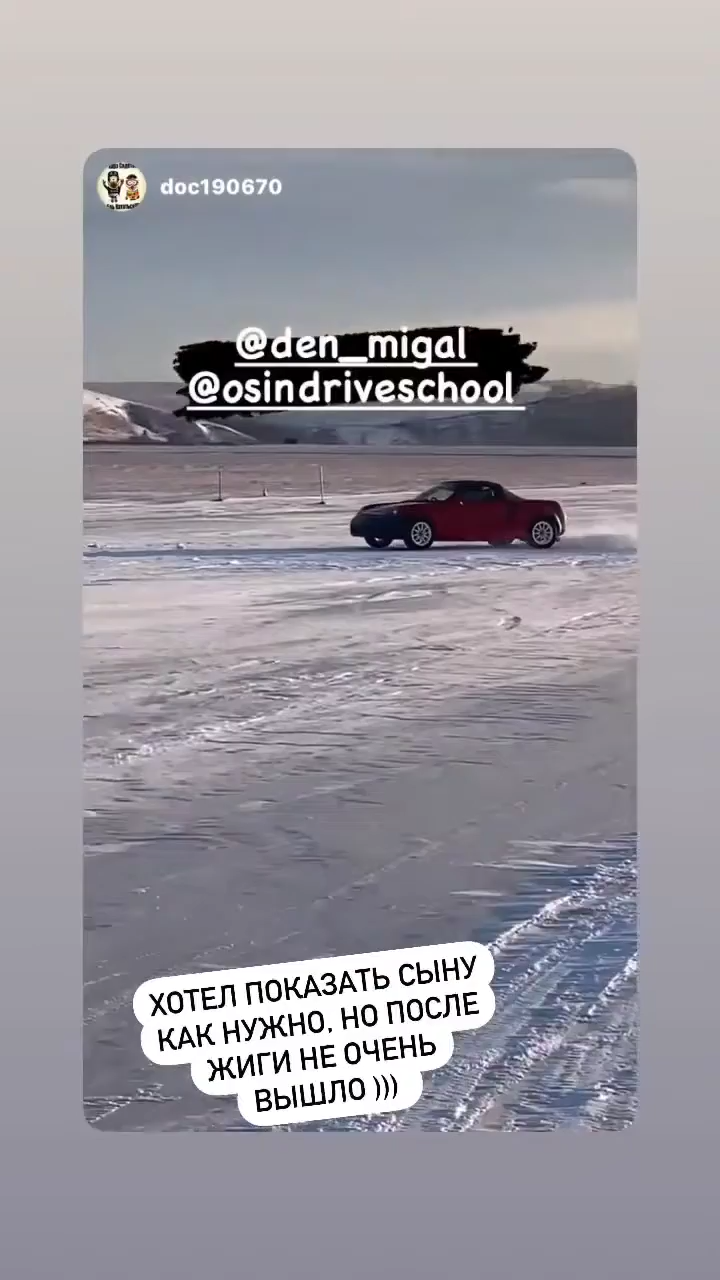 doc190670
@den_migal
@osindriveschool
ХОТЕЛ ПОКАЗАТЬ СЫНУ
КАК НУЖНО, НО ПОСЛЕ
ЖИГИ НЕ ОЧЕНЬ
ВЫШЛО )))